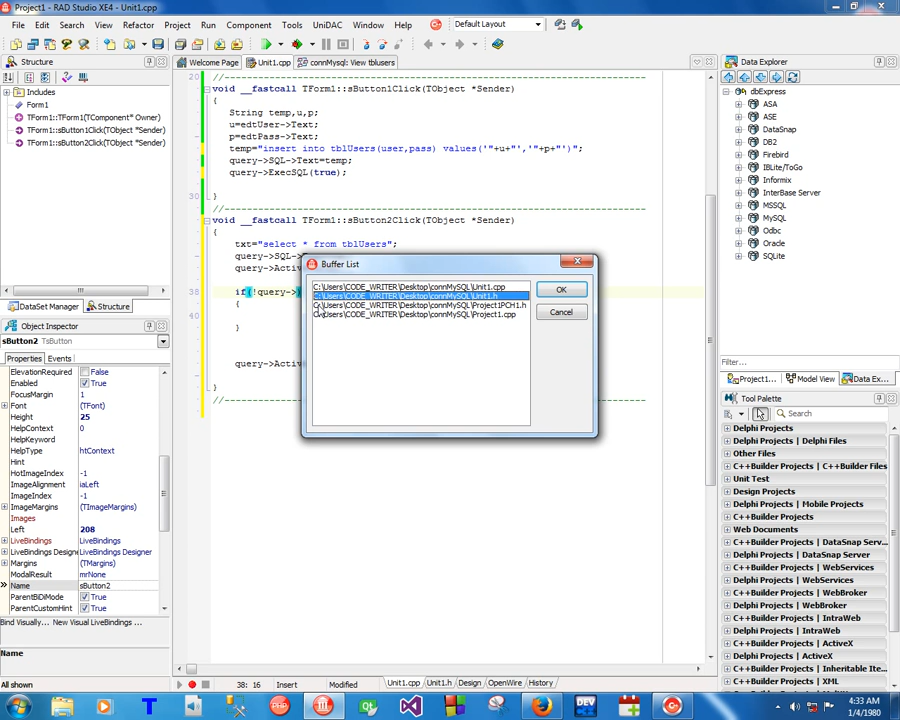 Project1 - RAD Studio XE4 - Unit1.cpp
File Edit Search View Refactor Project Run Component Tools UniDAC Window Help
Default Layout
Structure
Includes
Form1
TForm1::TForm1(TComponent* Owner)
TForm1::sButton1Click(TObject *Sender)
TForm1::sButton2Click(TObject *Sender)
DataSet Manager Structure
Object Inspector
sButton2 TsButton
Properties Events
ElevationRequired False
Enabled True
FocusMargin 1
Font (TFont)
Height 25
HelpContext 0
HelpKeyword
HelpType htContext
Hint
HotImageIndex -1
ImageAlignment iaLeft
ImageIndex -1
ImageMargins (TImageMargins)
Images
Left 208
LiveBindings LiveBindings
LiveBindings Designer LiveBindings Designer
Margins (TMargins)
ModalResult mrNone
Name sButton2
ParentBiDiMode True
ParentCustomHint True
ParentDoubleBuffered True
ParentFont True
Bind Visually... New Visual LiveBindings...
Name
All shown
Welcome Page Unit1.cpp connMysql: View tblusers
20 //---------------------------------------------------------------------------
void __fastcall TForm1::sButton1Click(TObject *Sender)
{
String temp,u,p;
u=edtUser->Text;
p=edtPass->Text;
temp="insert into tblUsers(user,pass) values('"+u+"','"+p+"')";
query->SQL->Text=temp;
query->ExecSQL(true);
30 }
//---------------------------------------------------------------------------
void __fastcall TForm1::sButton2Click(TObject *Sender)
{
txt="select * from tblUsers";
query->SQL->
query->Activ
38 if(!query->)
{
40
}
query->Activ
}
//---------------------------------------------------------------------------
Buffer List
C:\Users\CODE_WRITER\Desktop\connMySQL\Unit1.cpp
C:\Users\CODE_WRITER\Desktop\connMySQL\Unit1.h
C:\Users\CODE_WRITER\Desktop\connMySQL\Project1PCH1.h
C:\Users\CODE_WRITER\Desktop\connMySQL\Project1.cpp
OK
Cancel
38: 16 Insert Modified Unit1.cpp Unit1.h Design OpenWire History
Data Explorer
dbExpress
ASA
ASE
DataSnap
DB2
Firebird
IBLite/ToGo
Informix
InterBase Server
MSSQL
MySQL
Odbc
Oracle
SQLite
Filter...
Project1... Model View Data Ex...
Tool Palette
Search
Delphi Projects
Delphi Projects | Delphi Files
Other Files
C++Builder Projects | C++Builder Files
Unit Test
Design Projects
Delphi Projects | Mobile Projects
C++Builder Projects
Web Documents
C++Builder Projects | DataSnap Serv...
Delphi Projects | DataSnap Server
C++Builder Projects | WebServices
Delphi Projects | WebServices
C++Builder Projects | WebBroker
Delphi Projects | WebBroker
C++Builder Projects | IntraWeb
Delphi Projects | IntraWeb
C++Builder Projects | ActiveX
Delphi Projects | ActiveX
C++Builder Projects | Inheritable Ite...
C++Builder Projects | XML
PHP
Qt
DEV
4:33 AM
1/4/1980